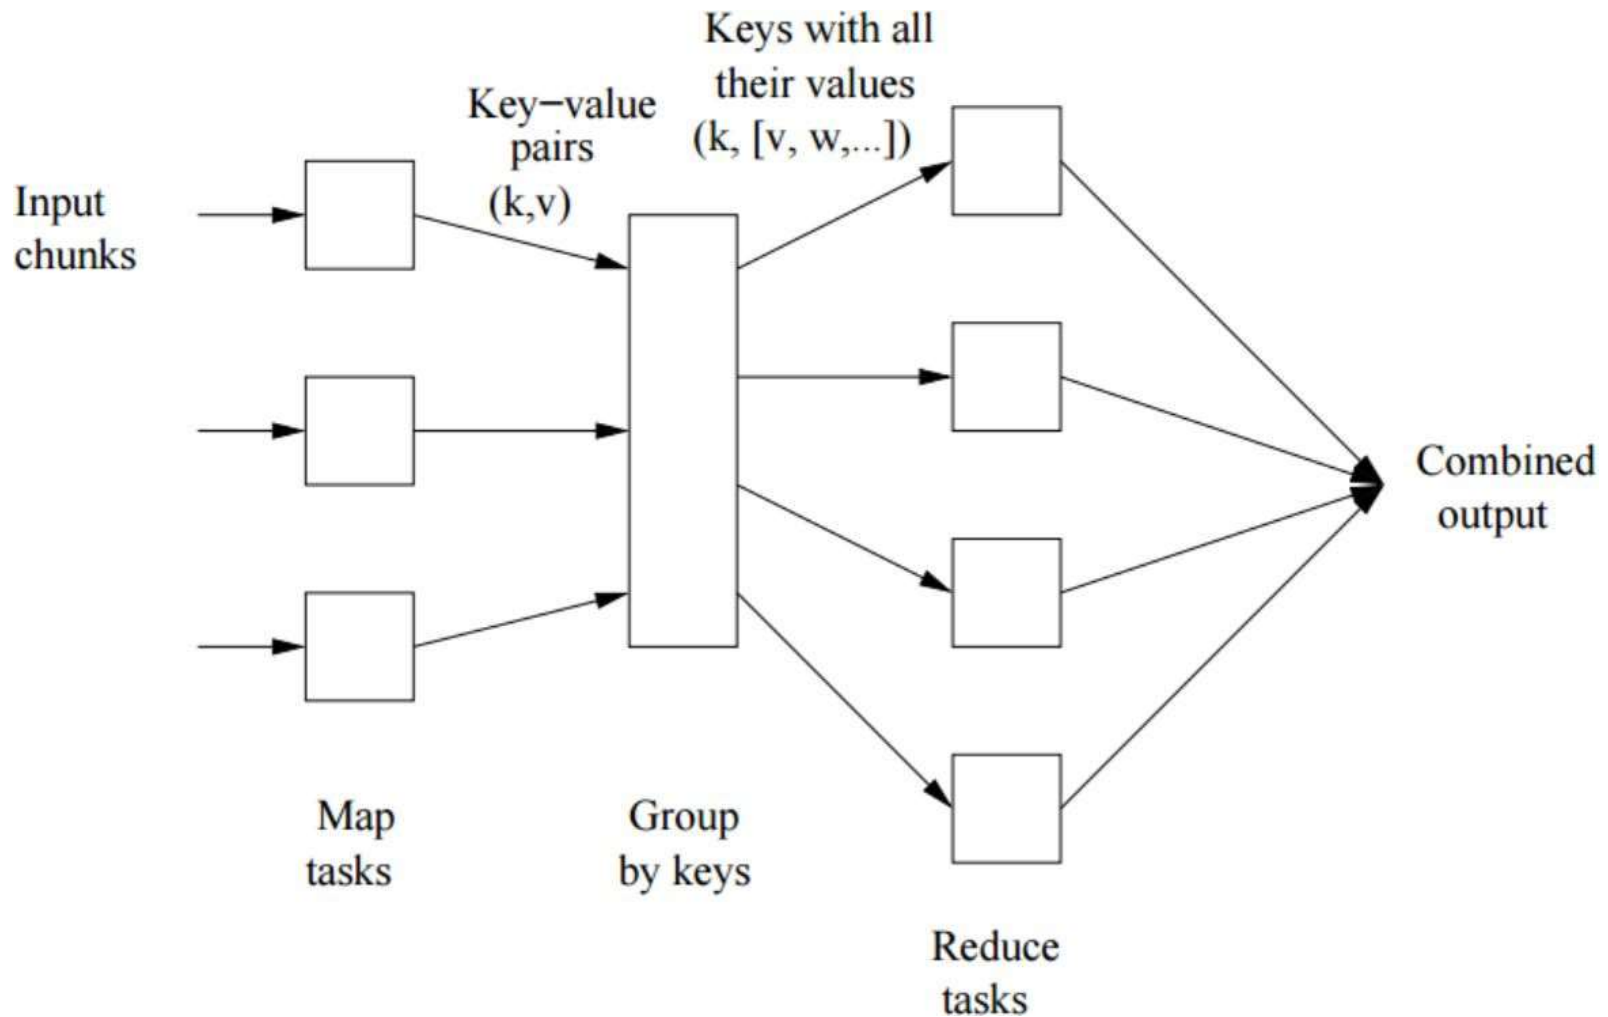 Keys with all
their values
(k, [v, w,...])
Key−value
pairs
(k,v)
Input
chunks
Combined
output
Map
tasks
Group
by keys
Reduce
tasks